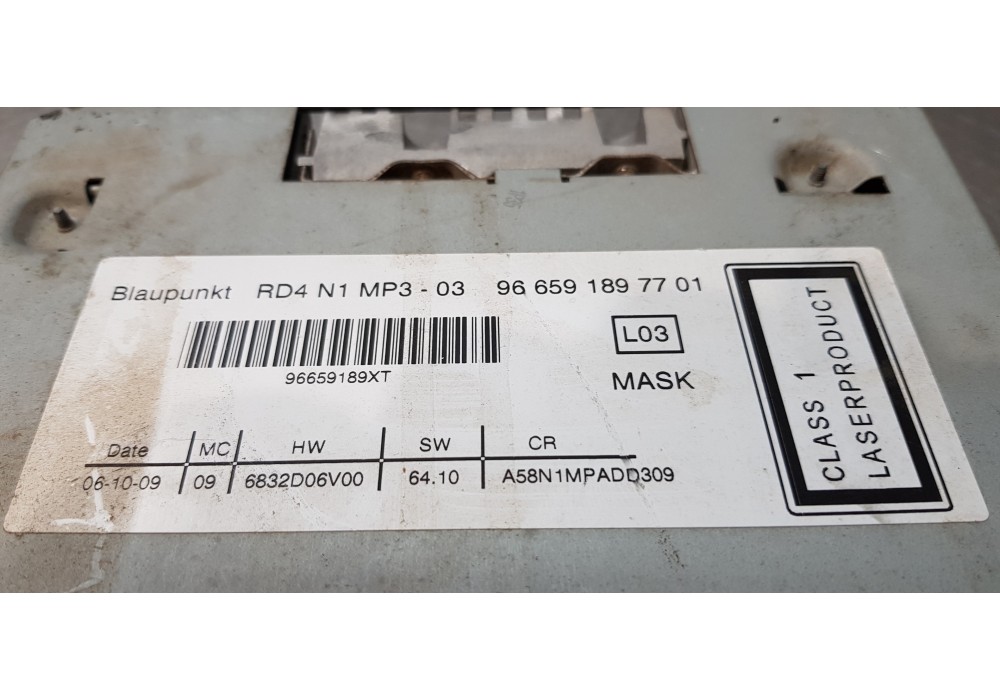 Blaupunkt RD4 N1 MP3 - 03 96 659 189 77 01
96659189XT
L03
MASK
Date MC HW SW CR
06-10-09 09 6832D06V00 64.10 A58N1MPADD309
CLASS 1
LASERPRODUCT